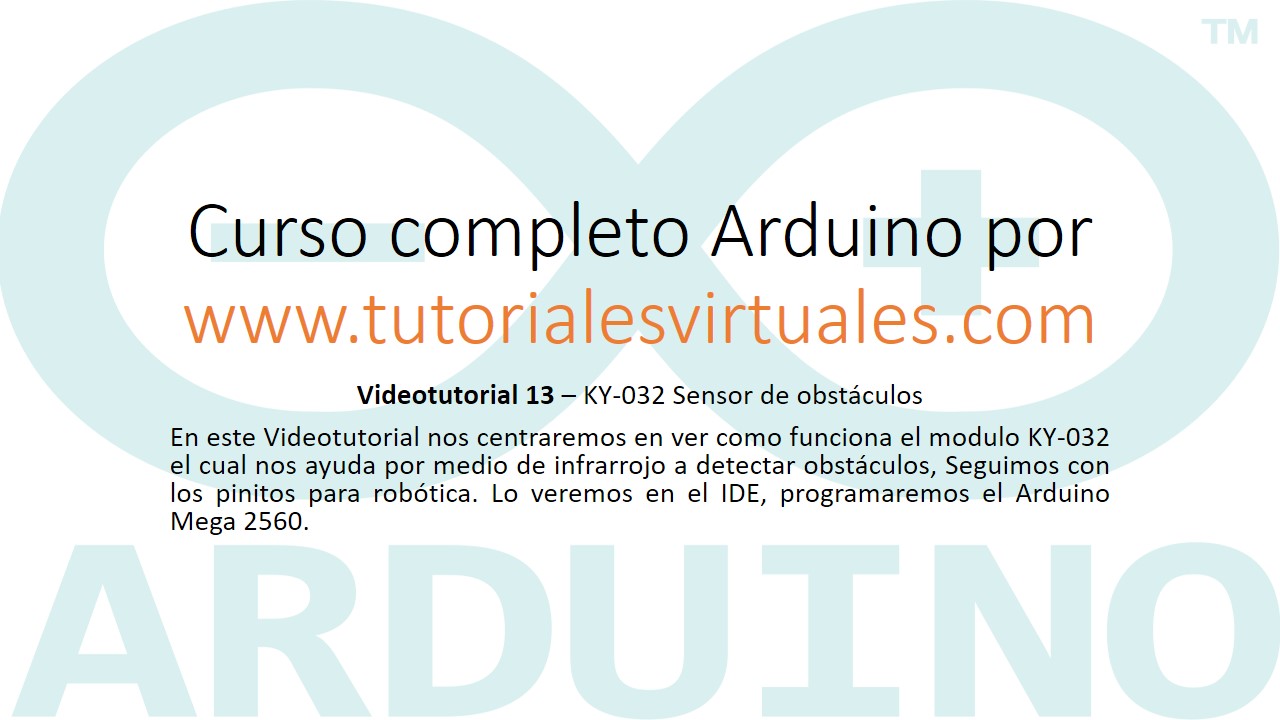 TM
Curso completo Arduino por
www.tutorialesvirtuales.com
Videotutorial 13 – KY-032 Sensor de obstáculos
En este Videotutorial nos centraremos en ver como funciona el modulo KY-032
el cual nos ayuda por medio de infrarrojo a detectar obstáculos, Seguimos con
los pinitos para robótica. Lo veremos en el IDE, programaremos el Arduino
Mega 2560.
ARDUINO